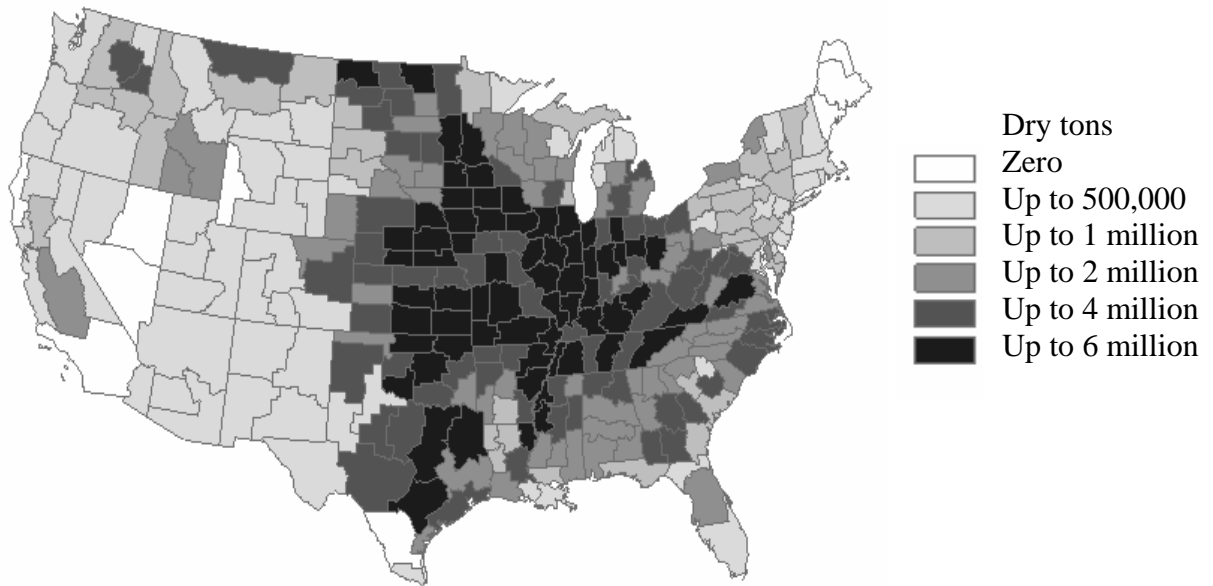 Dry tons
Zero
Up to 500,000
Up to 1 million
Up to 2 million
Up to 4 million
Up to 6 million